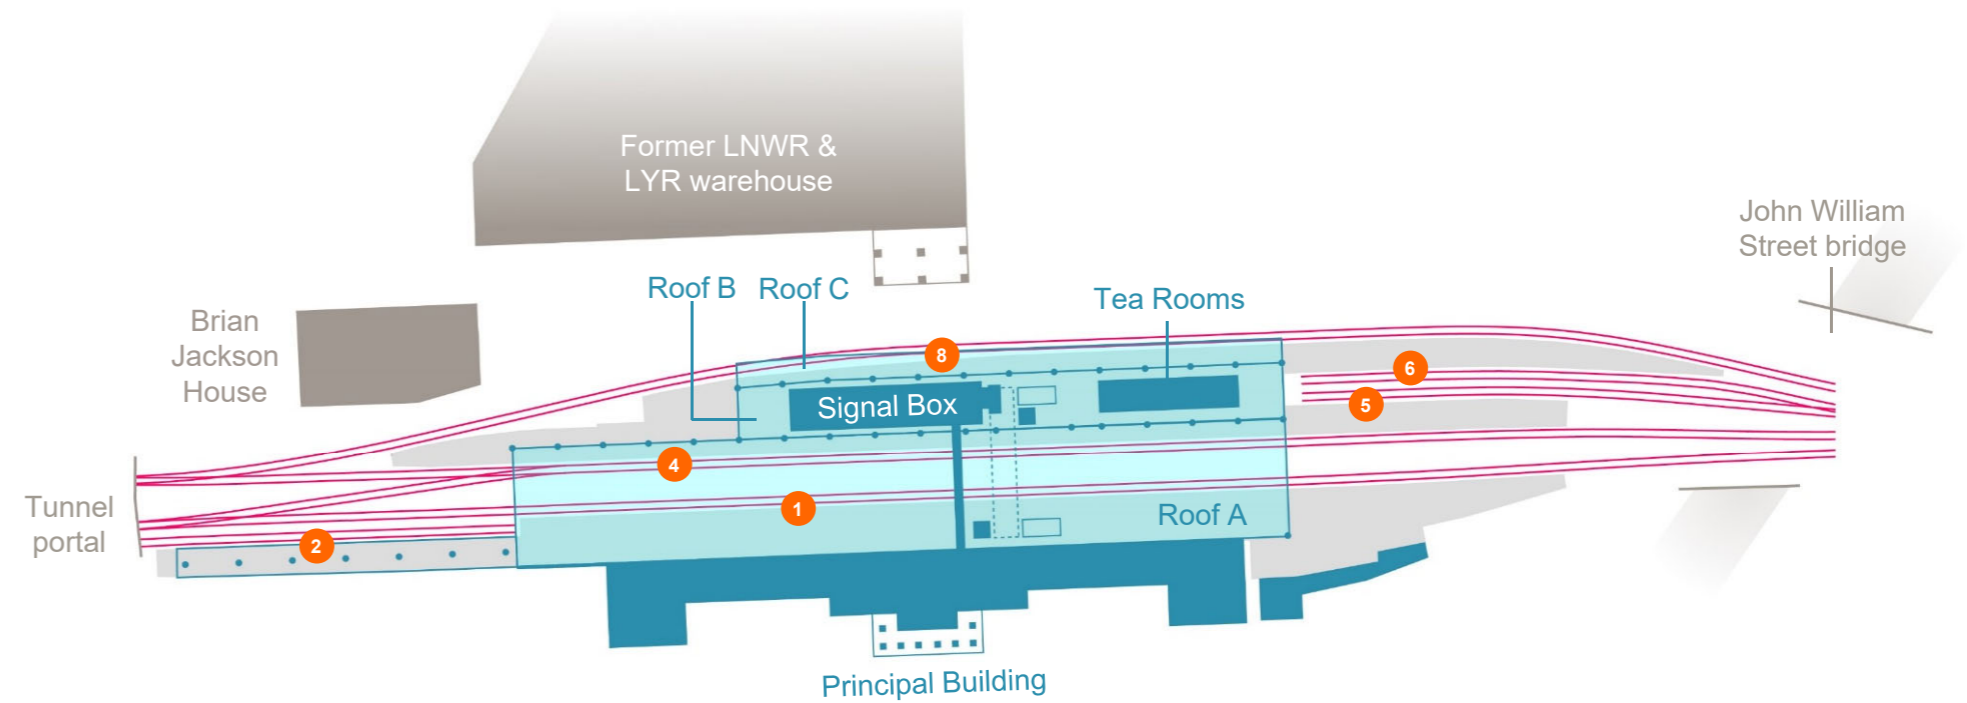 Former LNWR &
LYR warehouse
John William
Street bridge
Roof B
Roof C
Tea Rooms
Brian
Jackson
House
8
6
5
Signal Box
4
Tunnel
portal
1
Roof A
2
Principal Building